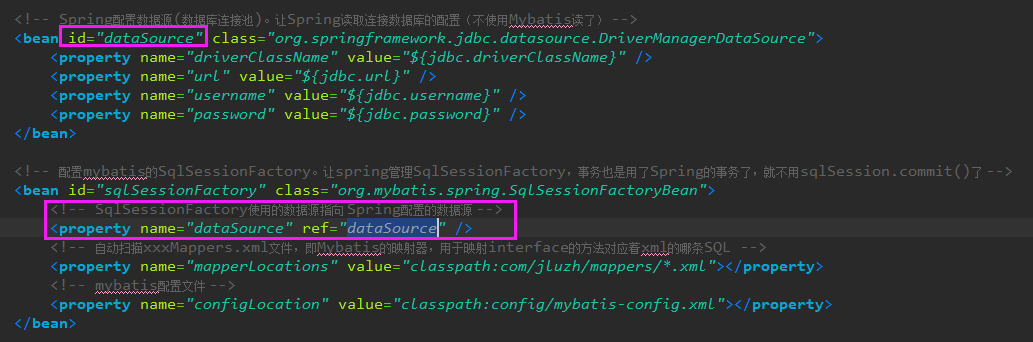 <!-- Spring配置数据源(数据库连接池)。让Spring读取连接数据库的配置（不使用Mybatis读了）-->
<bean id="dataSource" class="org.springframework.jdbc.datasource.DriverManagerDataSource">
<property name="driverClassName" value="${jdbc.driverClassName}" />
<property name="url" value="${jdbc.url}" />
<property name="username" value="${jdbc.username}" />
<property name="password" value="${jdbc.password}" />
</bean>
<!-- 配置mybatis的SqlSessionFactory。让spring管理SqlSessionFactory，事务也是用了Spring的事务了，就不用sqlSession.commit()了 -->
<bean id="sqlSessionFactory" class="org.mybatis.spring.SqlSessionFactoryBean">
<!-- SqlSessionFactory使用的数据源指向 Spring配置的数据源 -->
<property name="dataSource" ref="dataSource" />
<!-- 自动扫描xxxMappers.xml文件，即Mybatis的映射器，用于映射interface的方法对应着xml的哪条SQL -->
<property name="mapperLocations" value="classpath:com/jluzh/mappers/*.xml"></property>
<!-- mybatis配置文件 -->
<property name="configLocation" value="classpath:config/mybatis-config.xml"></property>
</bean>